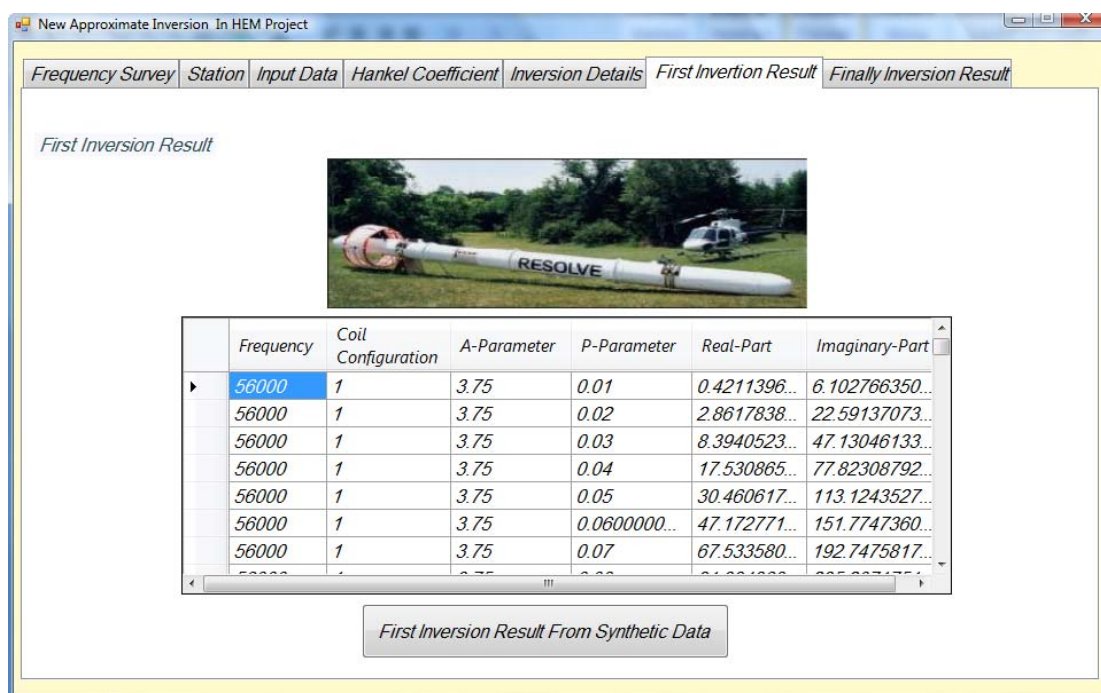 New Approximate Inversion In HEM Project
Frequency Survey Station Input Data Hankel Coefficient Inversion Details First Invertion Result Finally Inversion Result
First Inversion Result
RESOLVE
Frequency Coil Configuration A-Parameter P-Parameter Real-Part Imaginary-Part
56000 1 3.75 0.01 0.4211396... 6.102766350...
56000 1 3.75 0.02 2.8617838... 22.59137073...
56000 1 3.75 0.03 8.3940523... 47.13046133...
56000 1 3.75 0.04 17.530865... 77.82308792...
56000 1 3.75 0.05 30.460617... 113.1243527...
56000 1 3.75 0.0600000... 47.172771... 151.7747360...
56000 1 3.75 0.07 67.533580... 192.7475817...
First Inversion Result From Synthetic Data